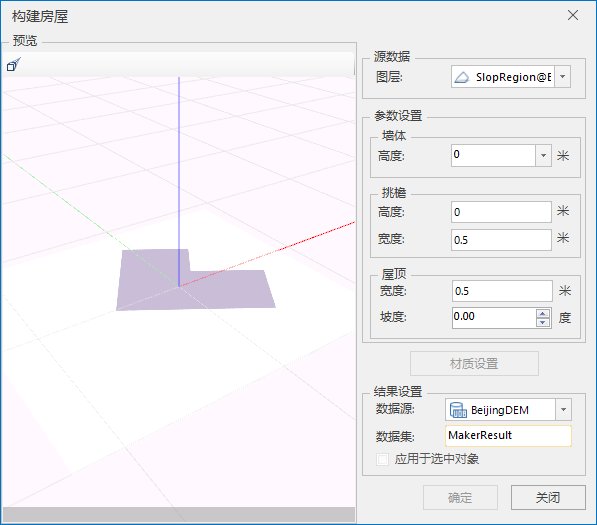 构建房屋
预览
源数据
图层: SlopRegion@B
参数设置
墙体
高度: 0 米
挑檐
高度: 0 米
宽度: 0.5 米
屋顶
宽度: 0.5 米
坡度: 0.00 度
材质设置
结果设置
数据源: BeijingDEM
数据集: MakerResult
应用于选中对象
确定 关闭